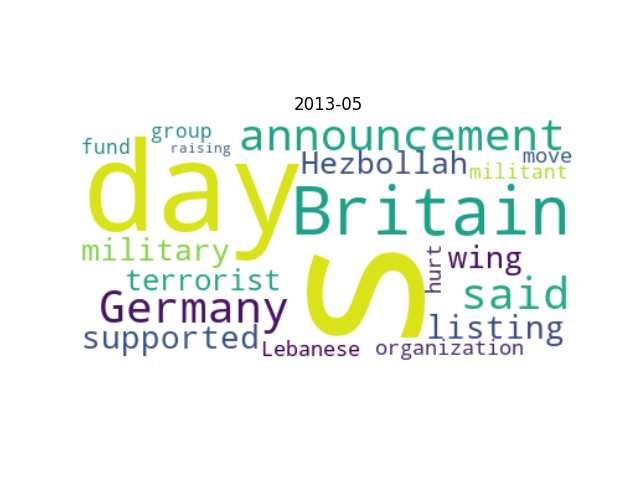 2013-05
group
announcement
fund
raising
day
Hezbollah
move
militant
Britain
military
hurt
wing
terrorist
s
said
Germany
supported
listing
Lebanese
organization